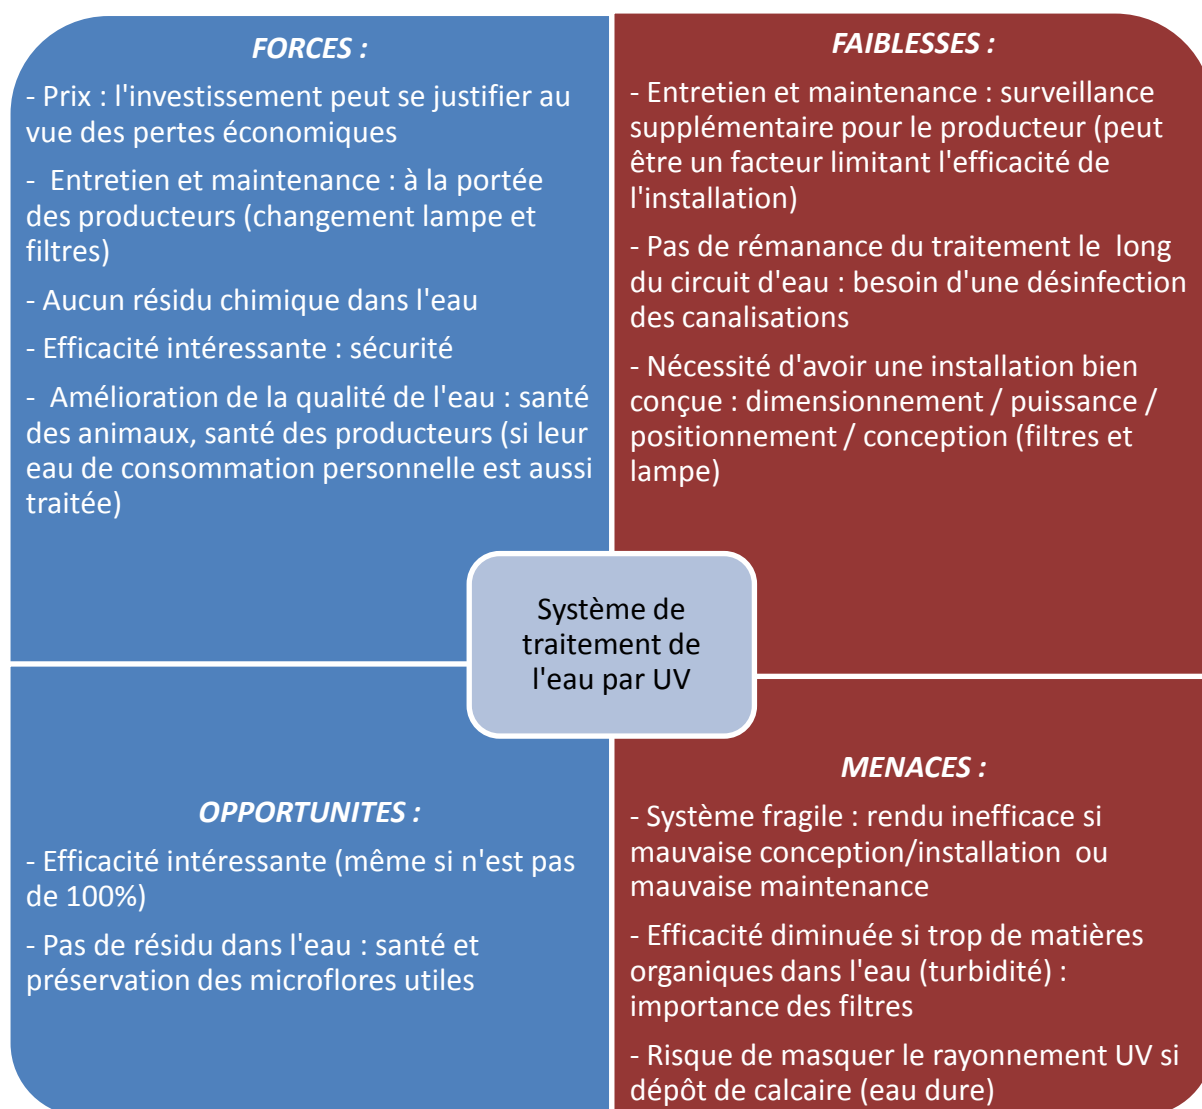 FORCES :
- Prix : l'investissement peut se justifier au
vue des pertes économiques
- Entretien et maintenance : à la portée
des producteurs (changement lampe et
filtres)
- Aucun résidu chimique dans l'eau
- Efficacité intéressante : sécurité
- Amélioration de la qualité de l'eau : santé
des animaux, santé des producteurs (si leur
eau de consommation personnelle est aussi
traitée)
FAIBLESSES :
- Entretien et maintenance : surveillance
supplémentaire pour le producteur (peut
être un facteur limitant l'efficacité de
l'installation)
- Pas de rémanance du traitement le long
du circuit d'eau : besoin d'une désinfection
des canalisations
- Nécessité d'avoir une installation bien
conçue : dimensionnement / puissance /
positionnement / conception (filtres et
lampe)
Système de
traitement de
l'eau par UV
OPPORTUNITES :
- Efficacité intéressante (même si n'est pas
de 100%)
- Pas de résidu dans l'eau : santé et
préservation des microflores utiles
MENACES :
- Système fragile : rendu inefficace si
mauvaise conception/installation ou
mauvaise maintenance
- Efficacité diminuée si trop de matières
organiques dans l'eau (turbidité) :
importance des filtres
- Risque de masquer le rayonnement UV si
dépôt de calcaire (eau dure)